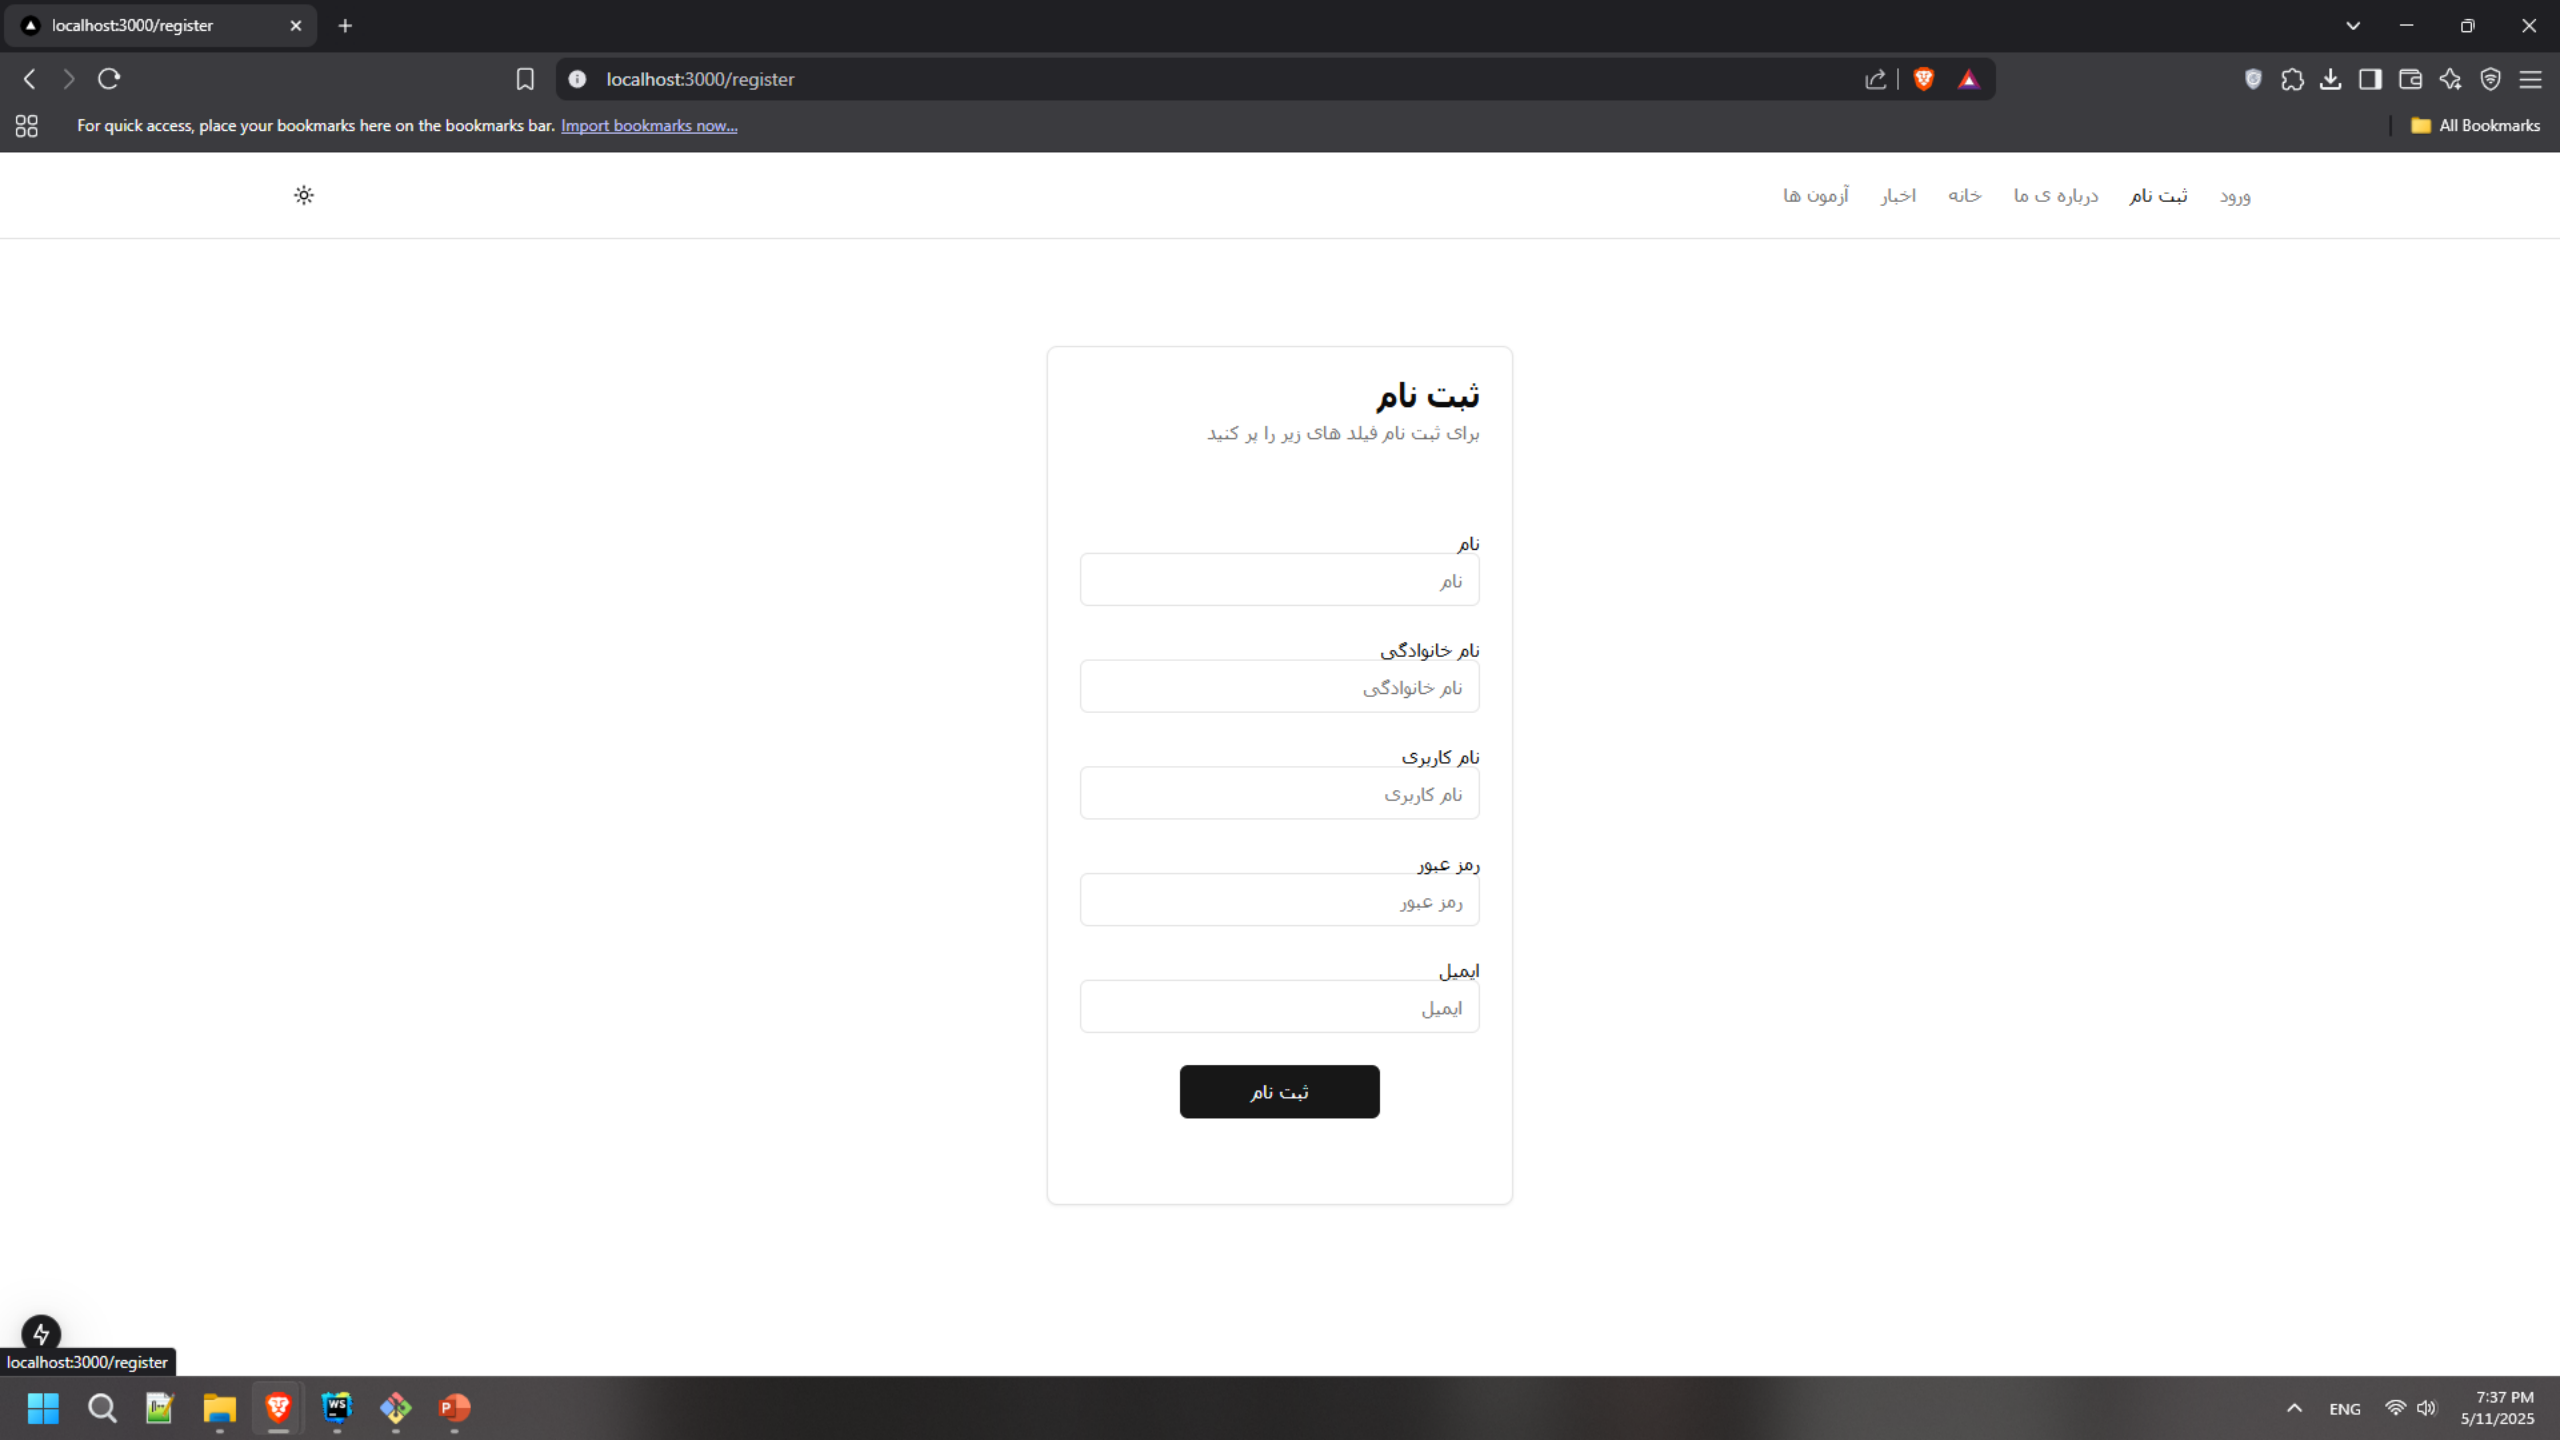 localhost:3000/register
localhost:3000/register
For quick access, place your bookmarks here on the bookmarks bar. Import bookmarks now...
All Bookmarks
ورود ثبت نام درباره ی ما خانه اخبار آزمون ها
ثبت نام
برای ثبت نام فیلد های زیر را پر کنید
نام
نام
نام خانوادگی
نام خانوادگی
نام کاربری
نام کاربری
رمز عبور
رمز عبور
ایمیل
ایمیل
ثبت نام
localhost:3000/register
WS
P
ENG
7:37 PM
5/11/2025